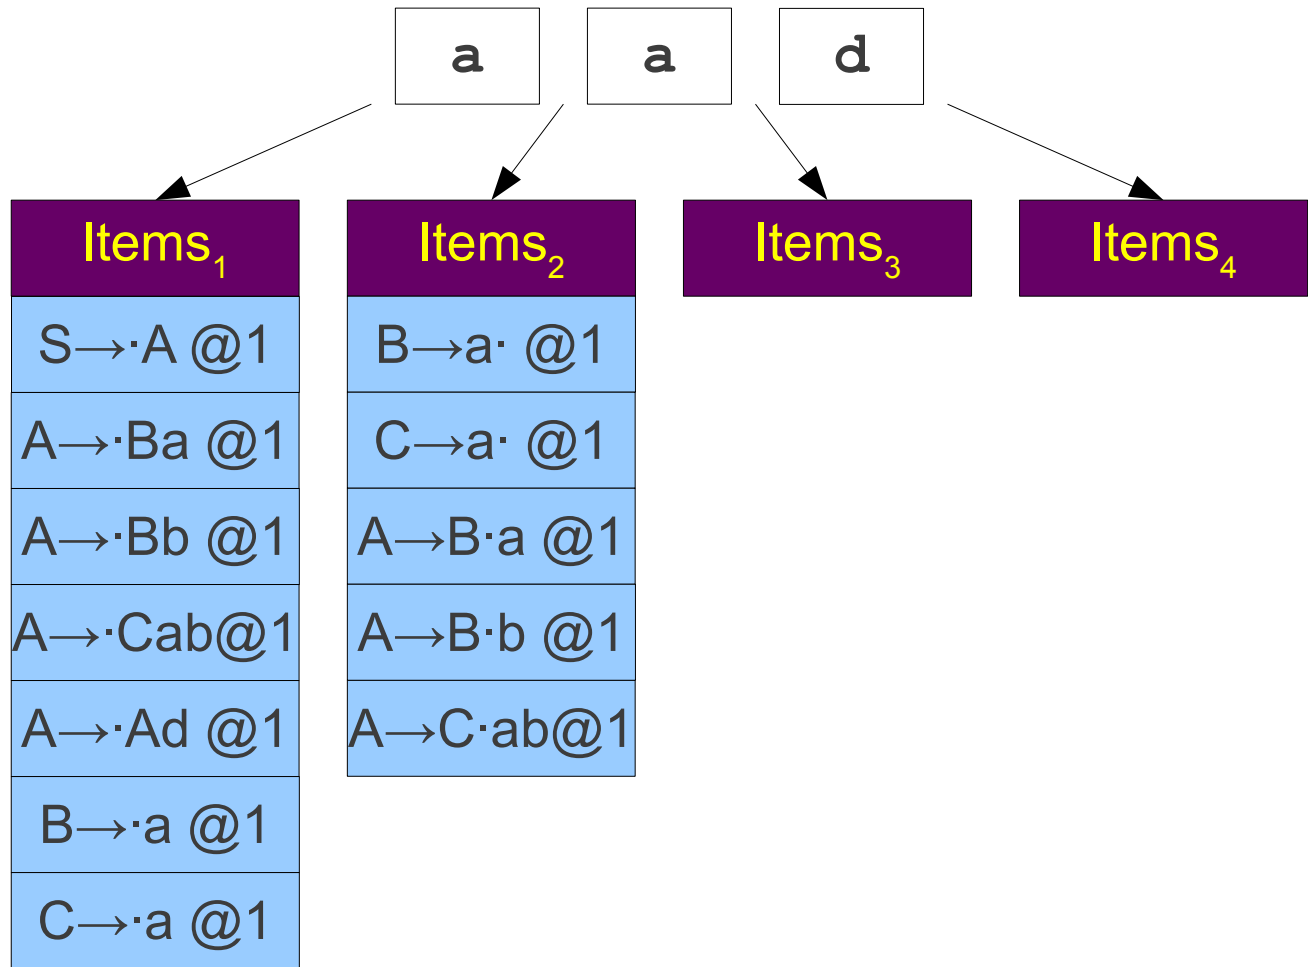 a a d
Items₁ Items₂ Items₃ Items₄
S→·A @1 B→a· @1
A→·Ba @1 C→a· @1
A→·Bb @1 A→B·a @1
A→·Cab@1 A→B·b @1
A→·Ad @1 A→C·ab@1
B→·a @1
C→·a @1